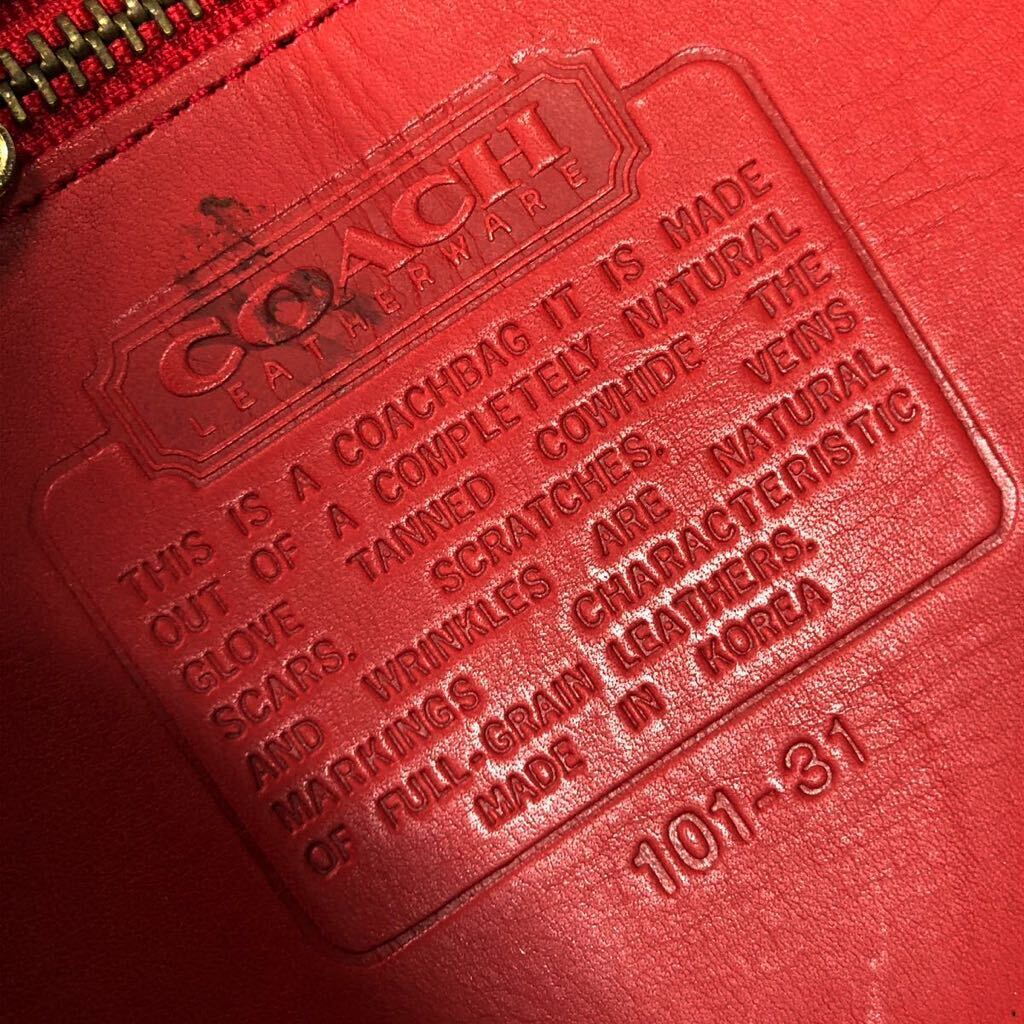 COACH
LEATHERWARE
THIS IS A COACHBAG IT IS MADE
OUT OF A COMPLETELY NATURAL
GLOVE TANNED COWHIDE THE
SCARS. SCRATCHES. VEINS
AND WRINKLES ARE NATURAL
MARKINGS CHARACTERISTIC
OF FULL-GRAIN LEATHERS.
MADE IN KOREA
101-31